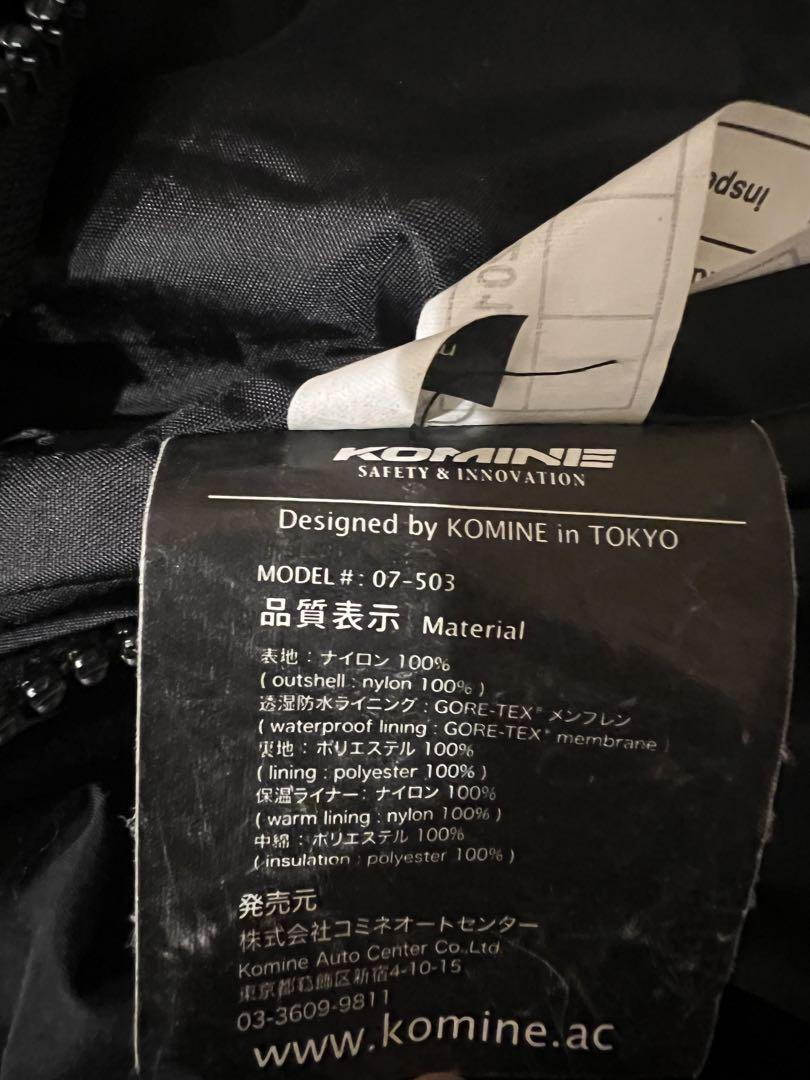 KOMINE
SAFETY & INNOVATION
Designed by KOMINE in TOKYO
MODEL #: 07-503
品質表示 Material
表地：ナイロン 100%
( outshell : nylon 100% )
透湿防水ライニング：GORE-TEX® メンフレン
( waterproof lining : GORE-TEX® membrane )
裏地：ポリエステル 100%
( lining : polyester 100% )
保温ライナー：ナイロン 100%
( warm lining : nylon 100% )
中綿：ポリエステル 100%
( insulation : polyester 100% )
発売元
株式会社コミネオートセンター
Komine Auto Center Co.,Ltd.
東京都葛飾区新宿4-10-15
03-3609-9811
www.komine.ac